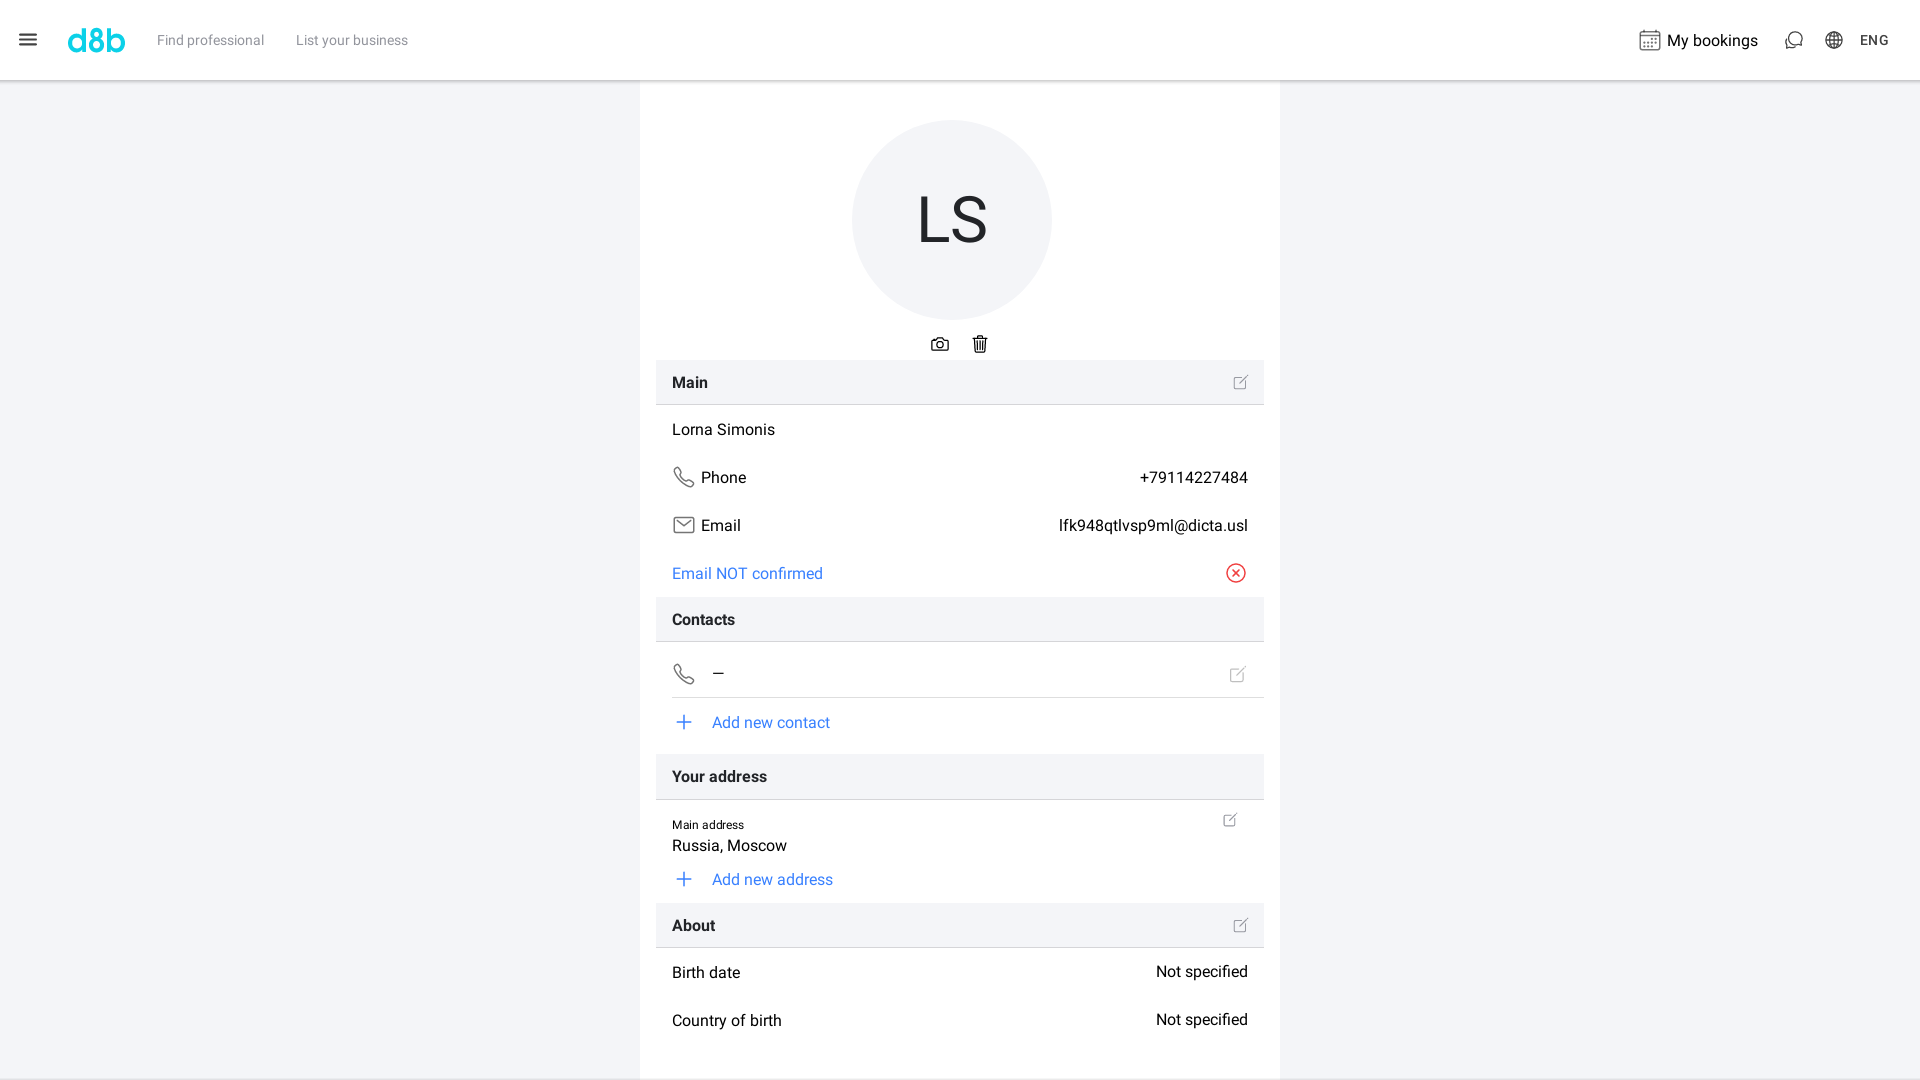 d8b
Find professional
List your business
My bookings
ENG
LS
Main
Lorna Simonis
Phone
+79114227484
Email
lfk948qtlvsp9ml@dicta.usl
Email NOT confirmed
Contacts
—
Add new contact
Your address
Main address
Russia, Moscow
Add new address
About
Birth date
Not specified
Country of birth
Not specified